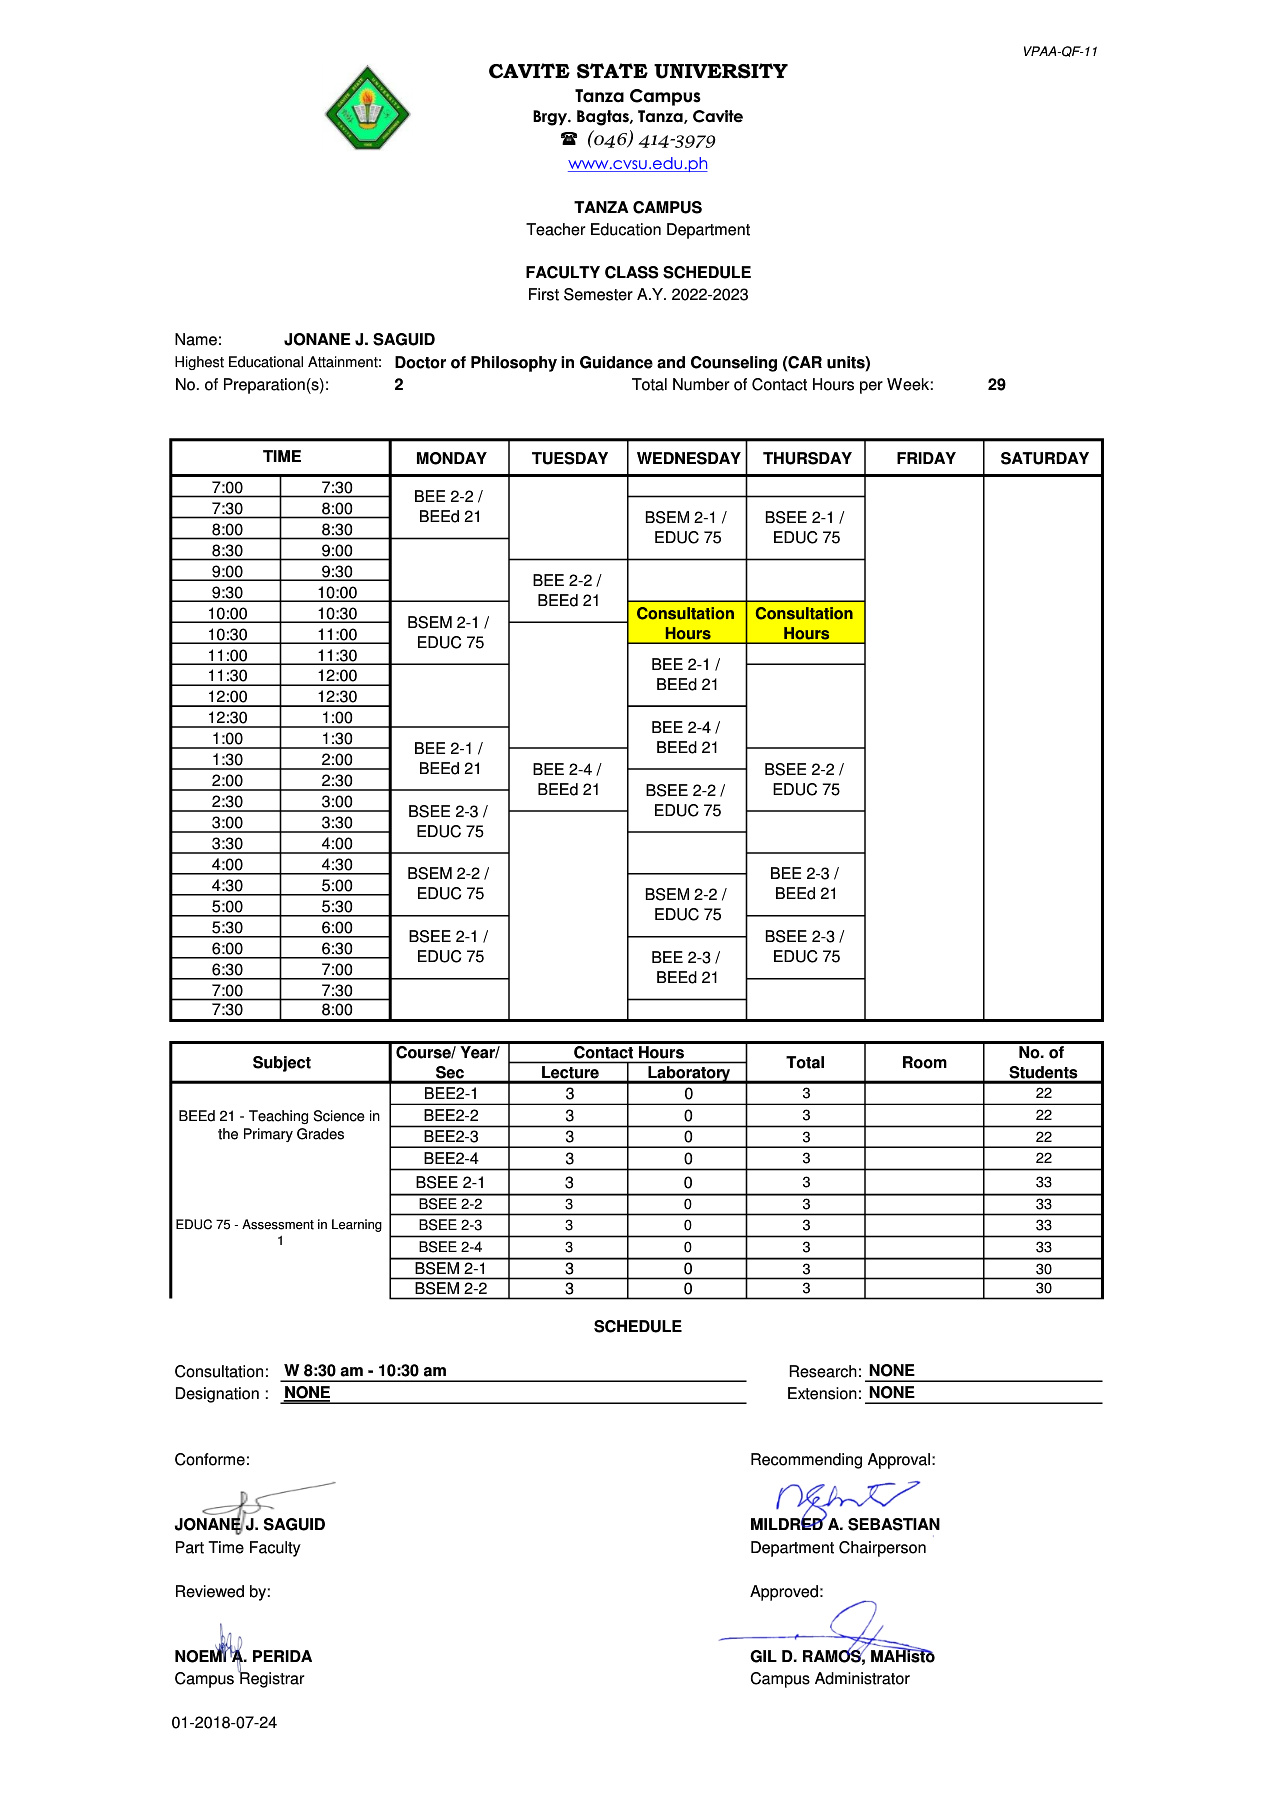 VPAA-QF-11
CAVITE STATE UNIVERSITY
Tanza Campus
Brgy. Bagtas, Tanza, Cavite
☎ (046) 414-3979
www.cvsu.edu.ph
TANZA CAMPUS
Teacher Education Department
FACULTY CLASS SCHEDULE
First Semester A.Y. 2022-2023
Name: JONANE J. SAGUID
Highest Educational Attainment: Doctor of Philosophy in Guidance and Counseling (CAR units)
No. of Preparation(s): 2 Total Number of Contact Hours per Week: 29
TIME MONDAY TUESDAY WEDNESDAY THURSDAY FRIDAY SATURDAY
7:00 7:30
7:30 8:00
8:00 8:30
8:30 9:00
9:00 9:30
9:30 10:00
10:00 10:30
10:30 11:00
11:00 11:30
11:30 12:00
12:00 12:30
12:30 1:00
1:00 1:30
1:30 2:00
2:00 2:30
2:30 3:00
3:00 3:30
3:30 4:00
4:00 4:30
4:30 5:00
5:00 5:30
5:30 6:00
6:00 6:30
6:30 7:00
7:00 7:30
7:30 8:00
BEE 2-2 /
BEEd 21
BSEM 2-1 /
EDUC 75
BEE 2-1 /
BEEd 21
BSEE 2-3 /
EDUC 75
BSEM 2-2 /
EDUC 75
BSEE 2-1 /
EDUC 75
BEE 2-2 /
BEEd 21
BEE 2-4 /
BEEd 21
BSEM 2-1 /
EDUC 75
Consultation
Hours
BEE 2-1 /
BEEd 21
BEE 2-4 /
BEEd 21
BSEE 2-2 /
EDUC 75
BSEM 2-2 /
EDUC 75
BEE 2-3 /
BEEd 21
BSEE 2-1 /
EDUC 75
Consultation
Hours
BSEE 2-2 /
EDUC 75
BEE 2-3 /
BEEd 21
BSEE 2-3 /
EDUC 75
Subject Course/ Year/ Sec Contact Hours Total Room No. of Students
Lecture Laboratory
BEEd 21 - Teaching Science in
the Primary Grades
BEE2-1 3 0 3 22
BEE2-2 3 0 3 22
BEE2-3 3 0 3 22
BEE2-4 3 0 3 22
EDUC 75 - Assessment in Learning
1
BSEE 2-1 3 0 3 33
BSEE 2-2 3 0 3 33
BSEE 2-3 3 0 3 33
BSEE 2-4 3 0 3 33
BSEM 2-1 3 0 3 30
BSEM 2-2 3 0 3 30
SCHEDULE
Consultation: W 8:30 am - 10:30 am Research: NONE
Designation : NONE Extension: NONE
Conforme: Recommending Approval:
JONANE J. SAGUID MILDRED A. SEBASTIAN
Part Time Faculty Department Chairperson
Reviewed by: Approved:
NOEMI A. PERIDA GIL D. RAMOS, MAHisto
Campus Registrar Campus Administrator
01-2018-07-24